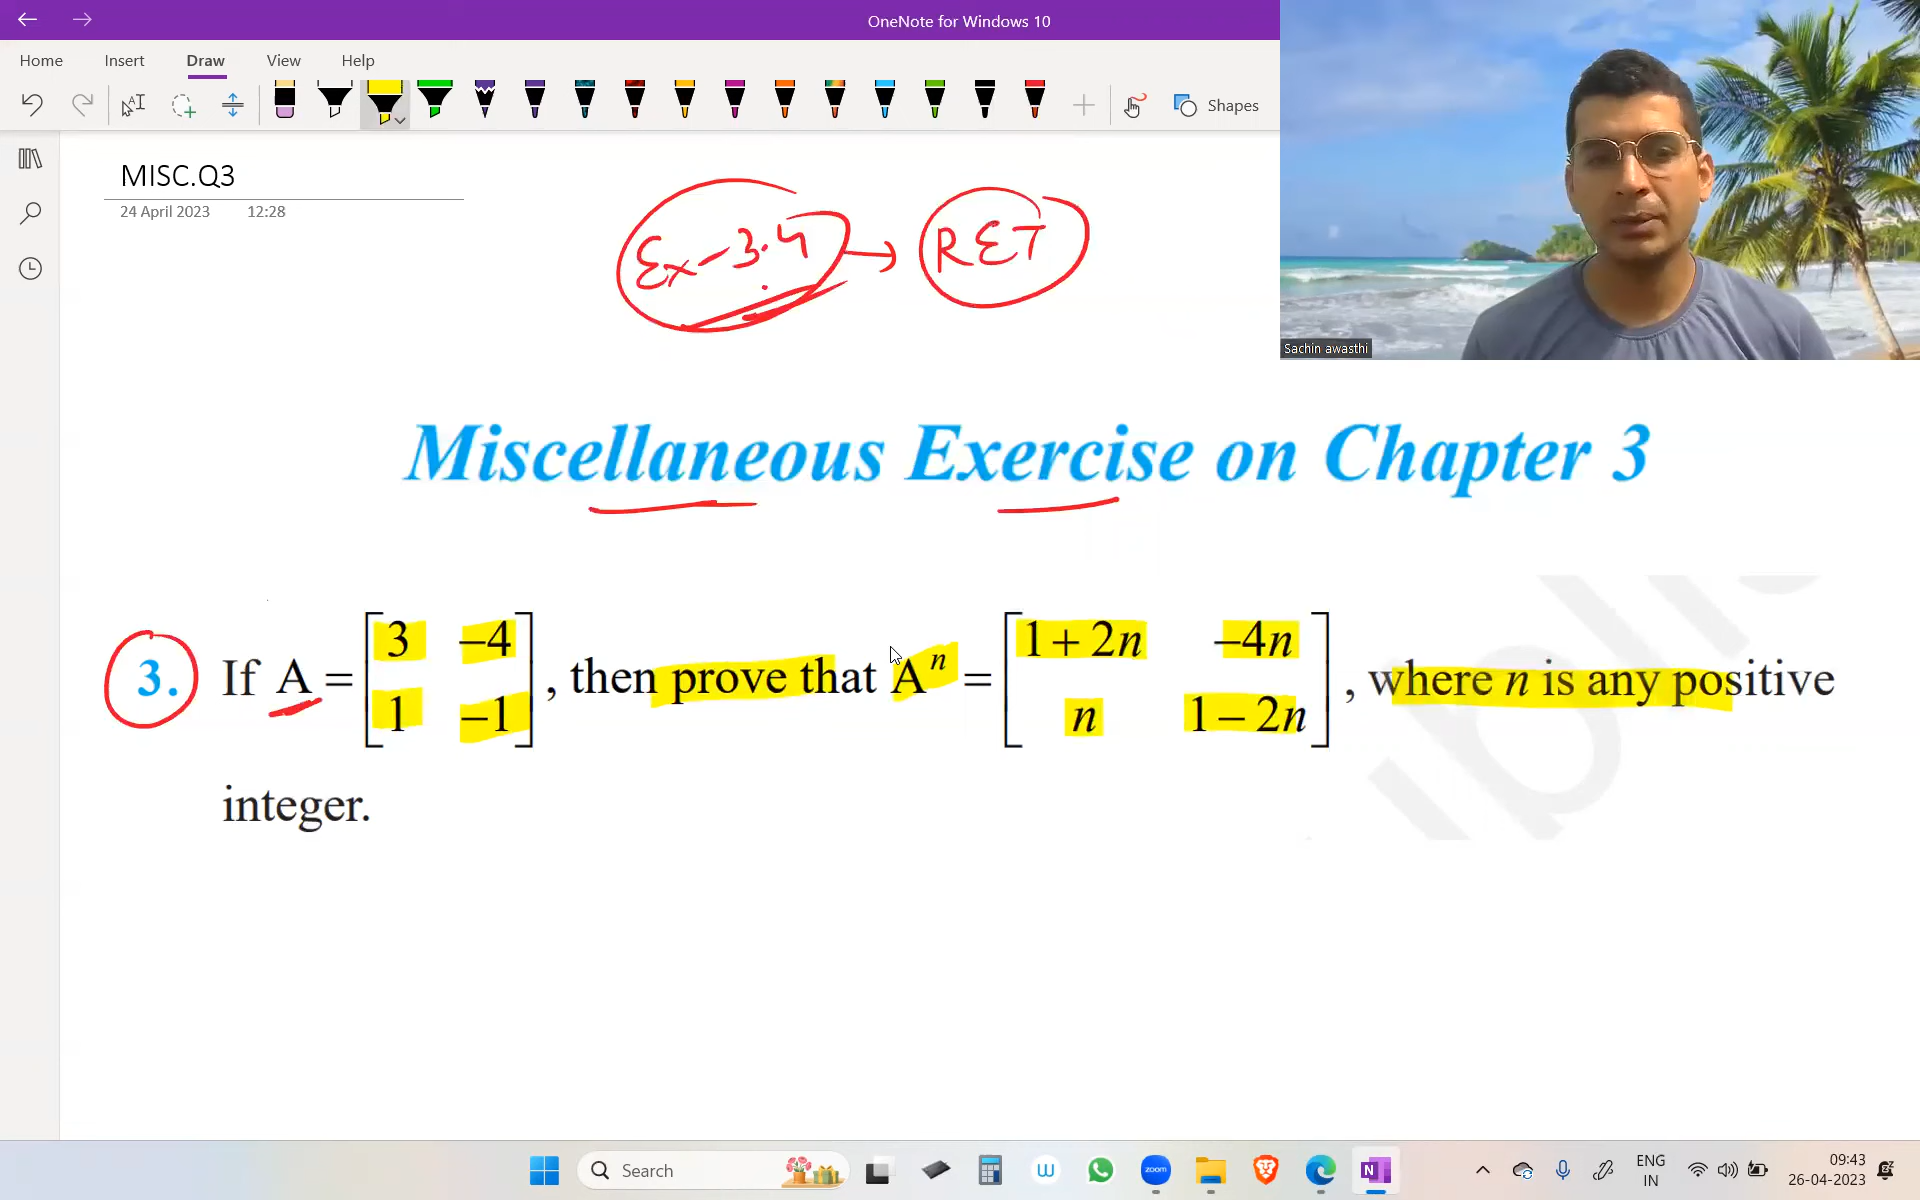 OneNote for Windows 10
Home Insert Draw View Help
Shapes
MISC.Q3
24 April 2023 12:28
Ex-3.4 → RET
Sachin awasthi
Miscellaneous Exercise on Chapter 3
3. If A = [3 −4; 1 −1], then prove that Aⁿ = [1 + 2n −4n; n 1 − 2n], where n is any positive
integer.
Search
zoom
ENG
IN
09:43
26-04-2023